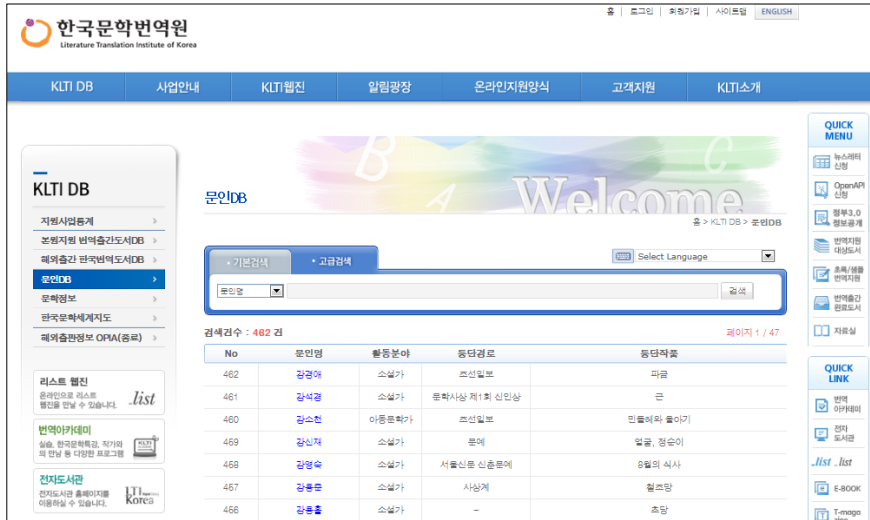 한국문학번역원
Literature Translation Institute of Korea
홈 | 로그인 | 회원가입 | 사이트맵 ENGLISH
KLTI DB 사업안내 KLTI웹진 알림광장 온라인지원양식 고객지원 KLTI소개
KLTI DB
지원사업통계
본원지원 번역출간도서DB
해외출간 한국번역도서DB
문인DB
문학정보
한국문학세계지도
해외출판정보 OPIA(종료)
리스트 웹진
온라인으로 리스트
웹진을 만날 수 있습니다.
_list
번역아카데미
실습, 한국문학특강, 작가와
의 만남 등 다양한 프로그램
KLTI
전자도서관
전자도서관 홈페이지를
이용하실 수 있습니다.
LTI
Korea
문인DB
B A Welcome C
홈 > KLTI DB > 문인DB
기본검색 고급검색
Select Language
문인명 검색
검색건수 : 462 건 페이지 1 / 47
No 문인명 활동분야 등단경로 등단작품
462 강경애 소설가 조선일보 파금
461 강석경 소설가 문학사상 제1회 신인상 근
460 강소천 아동문학가 조선일보 민들레와 울아기
459 강신재 소설가 문예 얼굴, 정순이
458 강영숙 소설가 서울신문 신춘문예 8월의 식사
457 강용준 소설가 사상계 철조망
456 강용흘 소설가 - 초당
QUICK
MENU
뉴스레터
신청
OpenAPI
신청
정부3.0
정보공개
번역지원
대상도서
초록/샘플
번역지원
번역출간
완료도서
자료실
QUICK
LINK
번역
아카데미
전자
도서관
_list _list
E-BOOK
T-maga